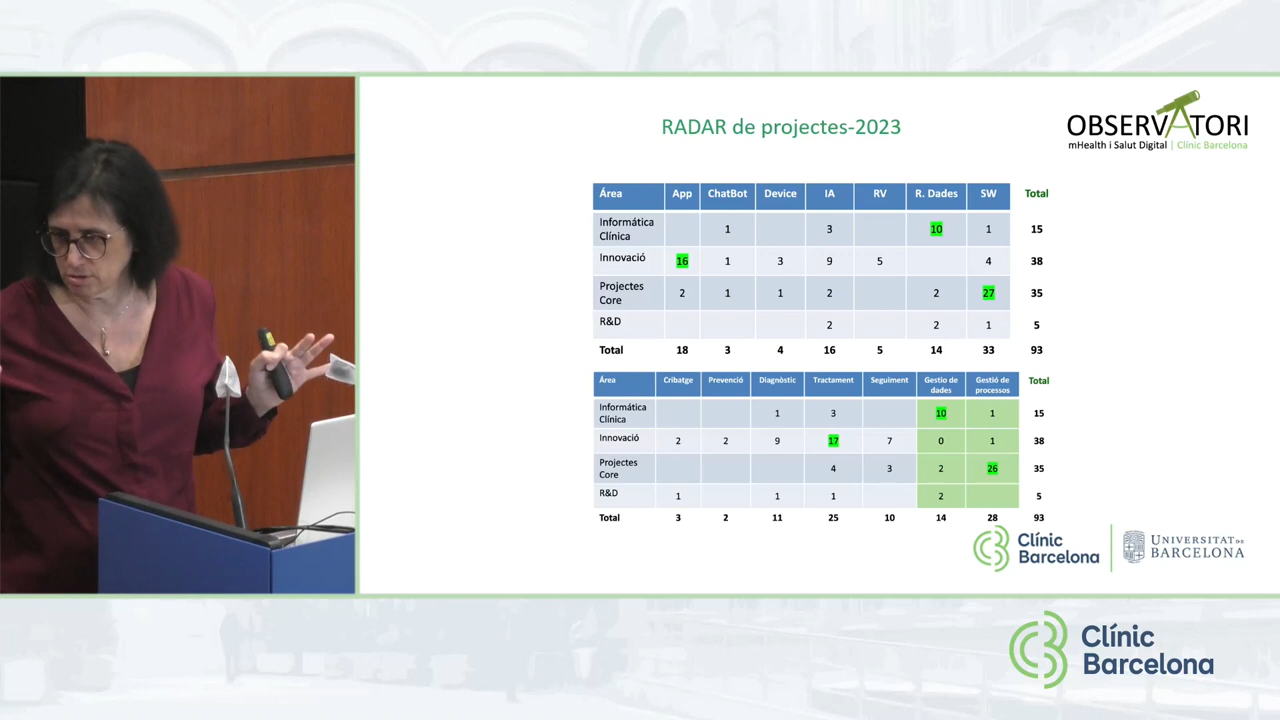 RADAR de projectes-2023
OBSERVATORI
mHealth i Salut Digital | Clínic Barcelona
Área App ChatBot Device IA RV R. Dades SW Total
Informática Clínica 1 3 10 1 15
Innovació 16 1 3 9 5 4 38
Projectes Core 2 1 1 2 2 27 35
R&D 2 2 1 5
Total 18 3 4 16 5 14 33 93
Área Cribatge Prevenció Diagnòstic Tractament Seguiment Gestio de dades Gestió de processos Total
Informática Clínica 1 3 10 1 15
Innovació 2 2 9 17 7 0 1 38
Projectes Core 4 3 2 26 35
R&D 1 1 1 2 5
Total 3 2 11 25 10 14 28 93
Clínic
Barcelona
UNIVERSITAT DE
BARCELONA
Clínic
Barcelona